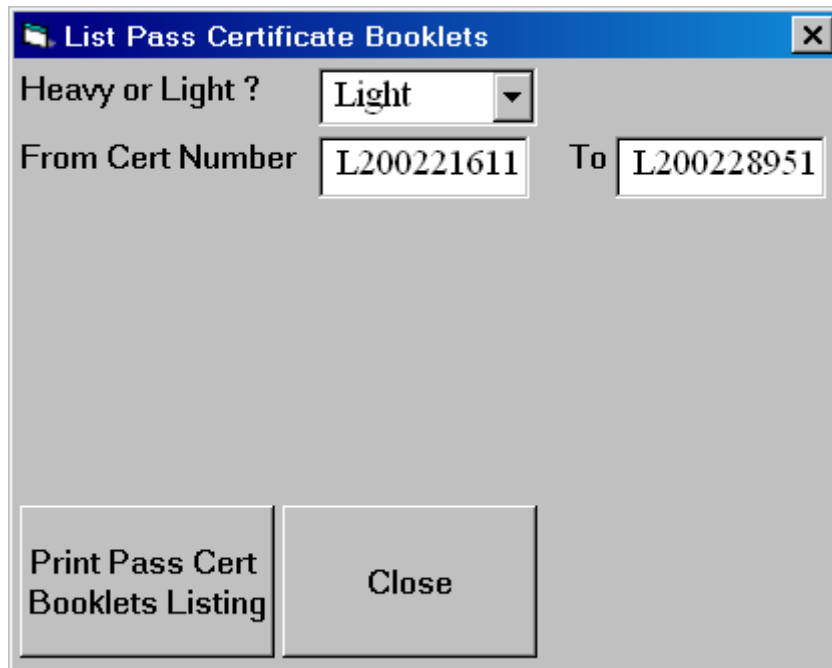 List Pass Certificate Booklets
Heavy or Light ? Light
From Cert Number L200221611 To L200228951
Print Pass Cert
Booklets Listing
Close